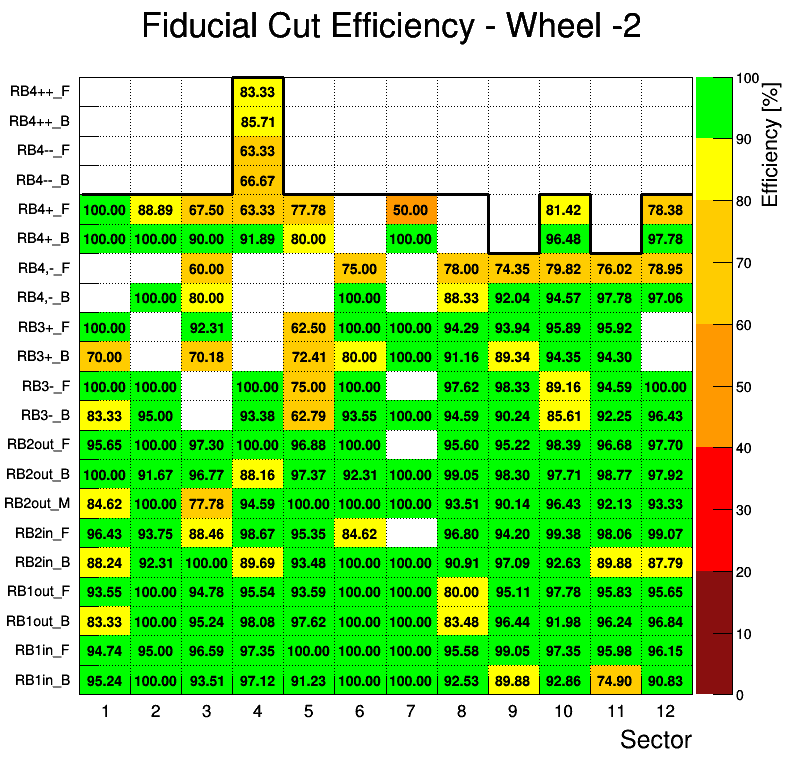 Fiducial Cut Efficiency - Wheel -2
RB4++_F 83.33
RB4++_B 85.71
RB4--_F 63.33
RB4--_B 66.67
RB4+_F 100.00 88.89 67.50 63.33 77.78 50.00 81.42 78.38
RB4+_B 100.00 100.00 90.00 91.89 80.00 100.00 96.48 97.78
RB4,-_F 60.00 75.00 78.00 74.35 79.82 76.02 78.95
RB4,-_B 100.00 80.00 100.00 88.33 92.04 94.57 97.78 97.06
RB3+_F 100.00 92.31 62.50 100.00 100.00 94.29 93.94 95.89 95.92
RB3+_B 70.00 70.18 72.41 80.00 100.00 91.16 89.34 94.35 94.30
RB3-_F 100.00 100.00 100.00 75.00 100.00 97.62 98.33 89.16 94.59 100.00
RB3-_B 83.33 95.00 93.38 62.79 93.55 100.00 94.59 90.24 85.61 92.25 96.43
RB2out_F 95.65 100.00 97.30 100.00 96.88 100.00 95.60 95.22 98.39 96.68 97.70
RB2out_B 100.00 91.67 96.77 88.16 97.37 92.31 100.00 99.05 98.30 97.71 98.77 97.92
RB2out_M 84.62 100.00 77.78 94.59 100.00 100.00 100.00 93.51 90.14 96.43 92.13 93.33
RB2in_F 96.43 93.75 88.46 98.67 95.35 84.62 96.80 94.20 99.38 98.06 99.07
RB2in_B 88.24 92.31 100.00 89.69 93.48 100.00 100.00 90.91 97.09 92.63 89.88 87.79
RB1out_F 93.55 100.00 94.78 95.54 93.59 100.00 100.00 80.00 95.11 97.78 95.83 95.65
RB1out_B 83.33 100.00 95.24 98.08 97.62 100.00 100.00 83.48 96.44 91.98 96.24 96.84
RB1in_F 94.74 95.00 96.59 97.35 100.00 100.00 100.00 95.58 99.05 97.35 95.98 96.15
RB1in_B 95.24 100.00 93.51 97.12 91.23 100.00 100.00 92.53 89.88 92.86 74.90 90.83
1 2 3 4 5 6 7 8 9 10 11 12
Sector
100
90
80
70
60
50
40
30
20
10
0
Efficiency [%]